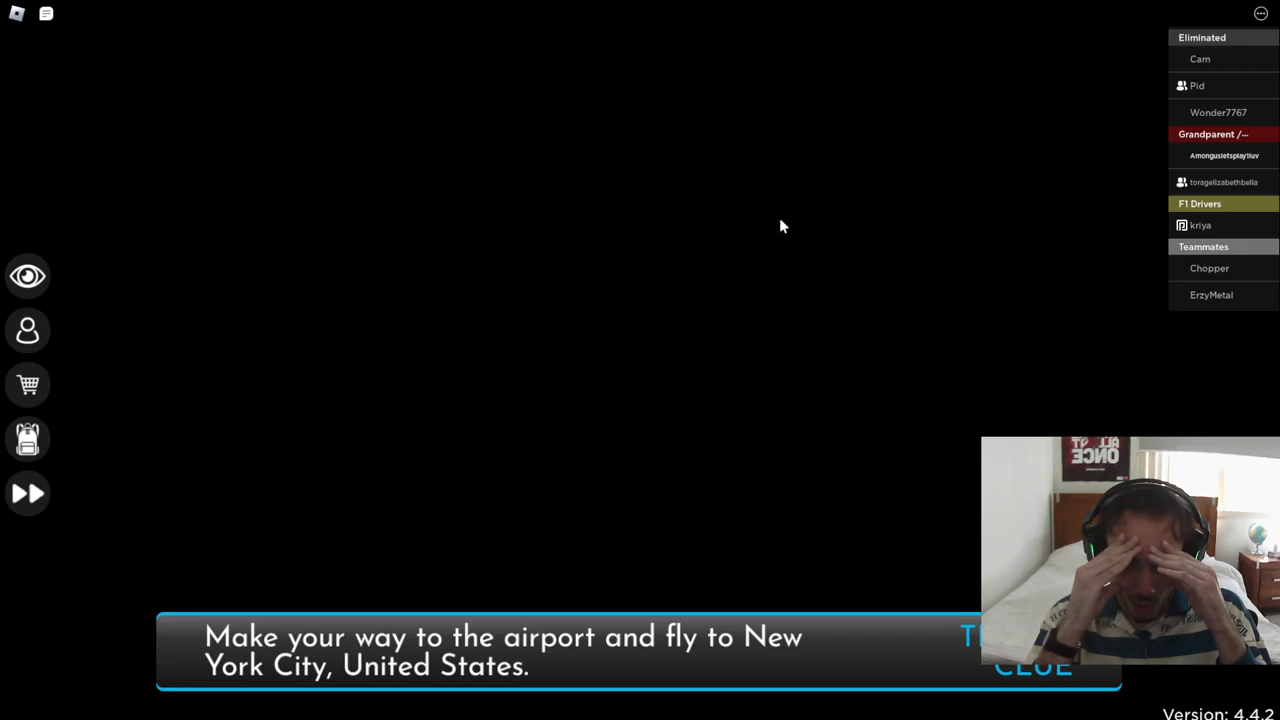 Eliminated
Cam
Pid
Wonder7767
Grandparent /...
Amongusletsplay1luv
toragelizabethbella
F1 Drivers
kriya
Teammates
Chopper
ErzyMetal
ONCE
Make your way to the airport and fly to New
York City, United States.
CLUE
Version: 4.4.2